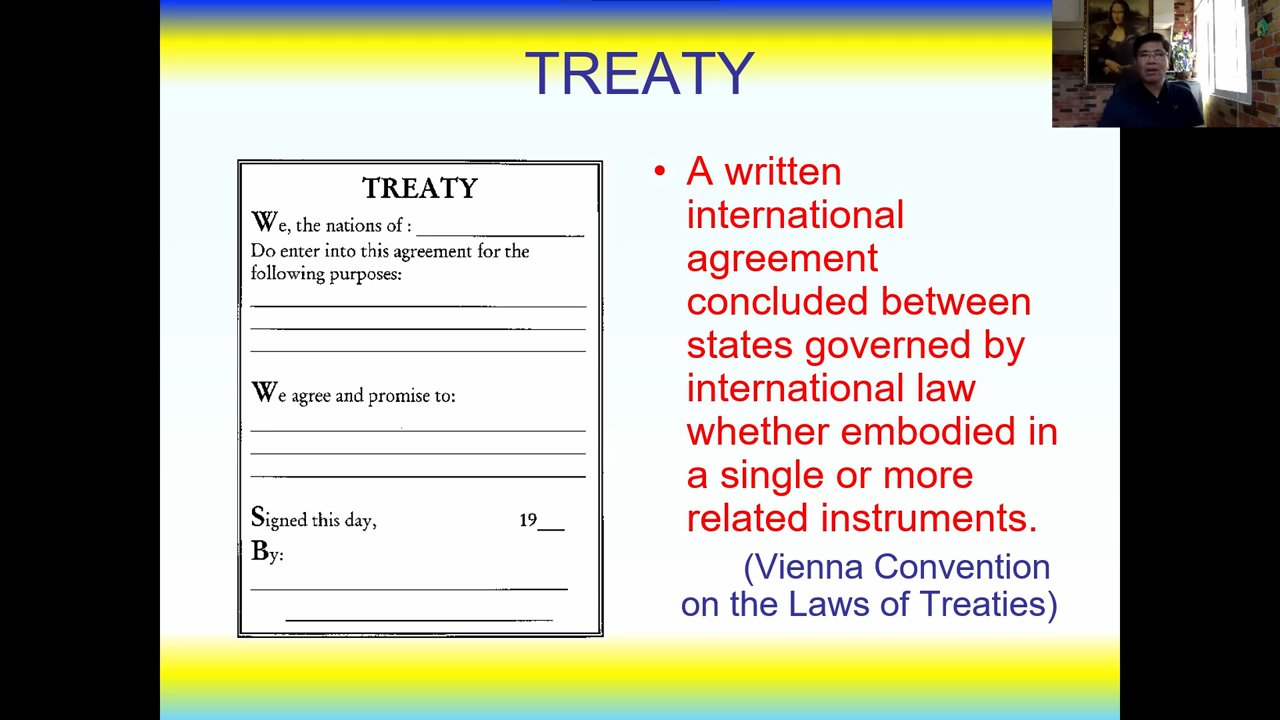 TREATY
TREATY
We, the nations of :
Do enter into this agreement for the
following purposes:
We agree and promise to:
Signed this day, 19__
By:
• A written
international
agreement
concluded between
states governed by
international law
whether embodied in
a single or more
related instruments.
(Vienna Convention
on the Laws of Treaties)